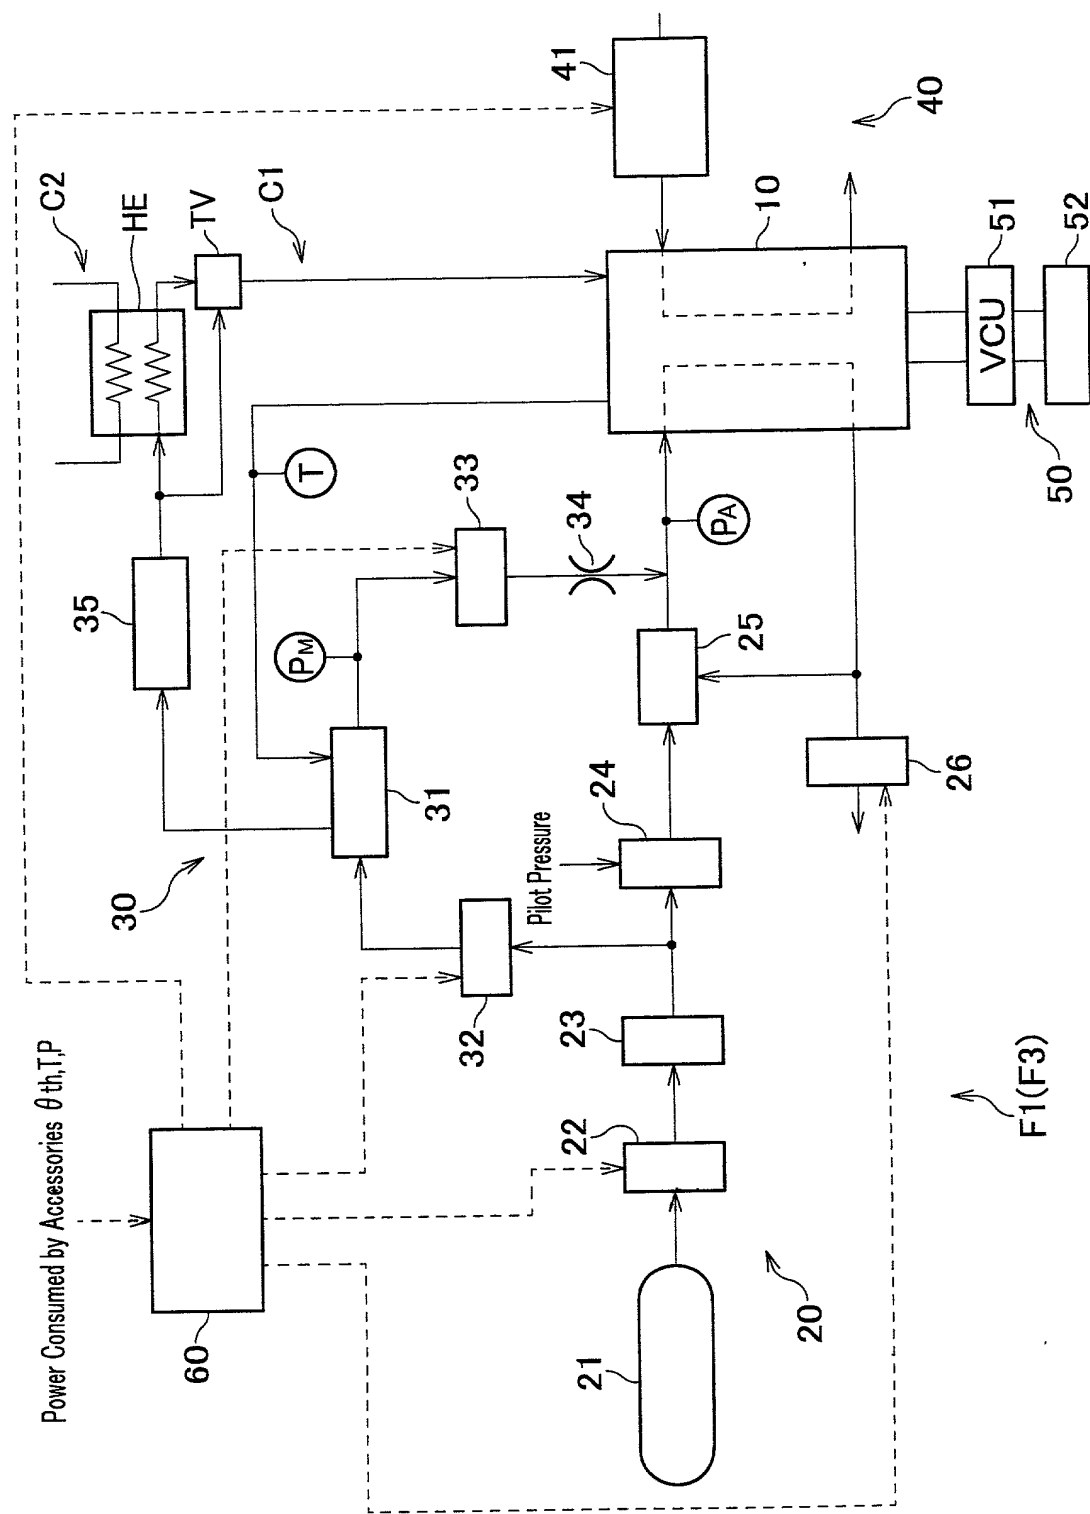 Power Consumed by Accessories θth,T,P
60
30
35
C2
HE
TV
C1
41
40
31
PM
T
33
34
32
Pilot Pressure
24
25
PA
10
23
22
21
20
26
50
VCU
51
52
F1(F3)